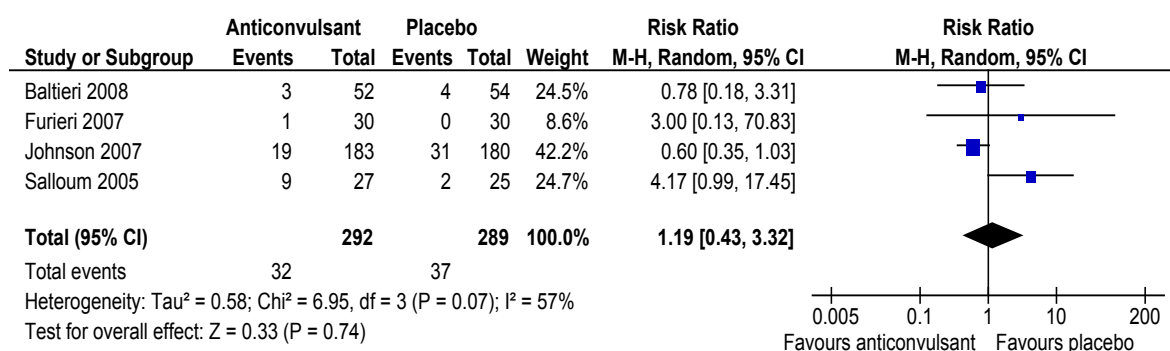 Anticonvulsant Placebo Risk Ratio Risk Ratio
Study or Subgroup Events Total Events Total Weight M-H, Random, 95% CI M-H, Random, 95% CI
Baltieri 2008 3 52 4 54 24.5% 0.78 [0.18, 3.31]
Furieri 2007 1 30 0 30 8.6% 3.00 [0.13, 70.83]
Johnson 2007 19 183 31 180 42.2% 0.60 [0.35, 1.03]
Salloum 2005 9 27 2 25 24.7% 4.17 [0.99, 17.45]
Total (95% CI) 292 289 100.0% 1.19 [0.43, 3.32]
Total events 32 37
Heterogeneity: Tau² = 0.58; Chi² = 6.95, df = 3 (P = 0.07); I² = 57%
Test for overall effect: Z = 0.33 (P = 0.74)
0.005 0.1 1 10 200
Favours anticonvulsant Favours placebo